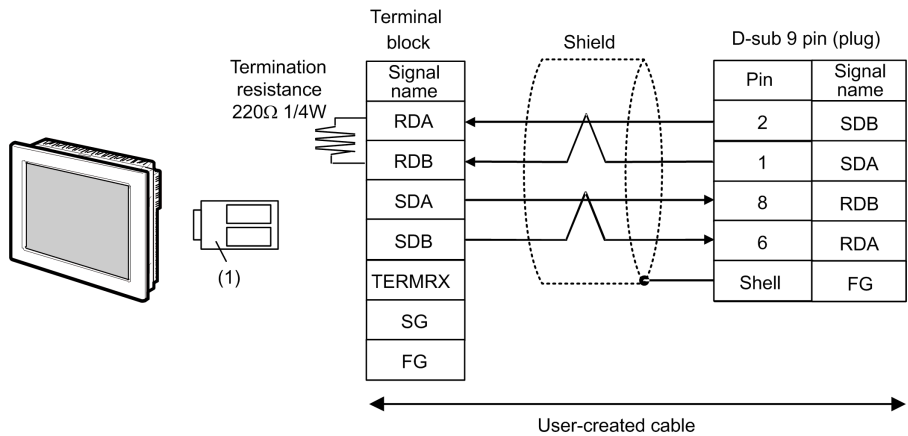 Terminal
block
Shield
D-sub 9 pin (plug)
Termination
resistance
220Ω 1/4W
Signal
name
Pin
Signal
name
RDA
2
SDB
RDB
1
SDA
SDA
8
RDB
SDB
6
RDA
TERMRX
Shell
FG
SG
FG
(1)
User-created cable